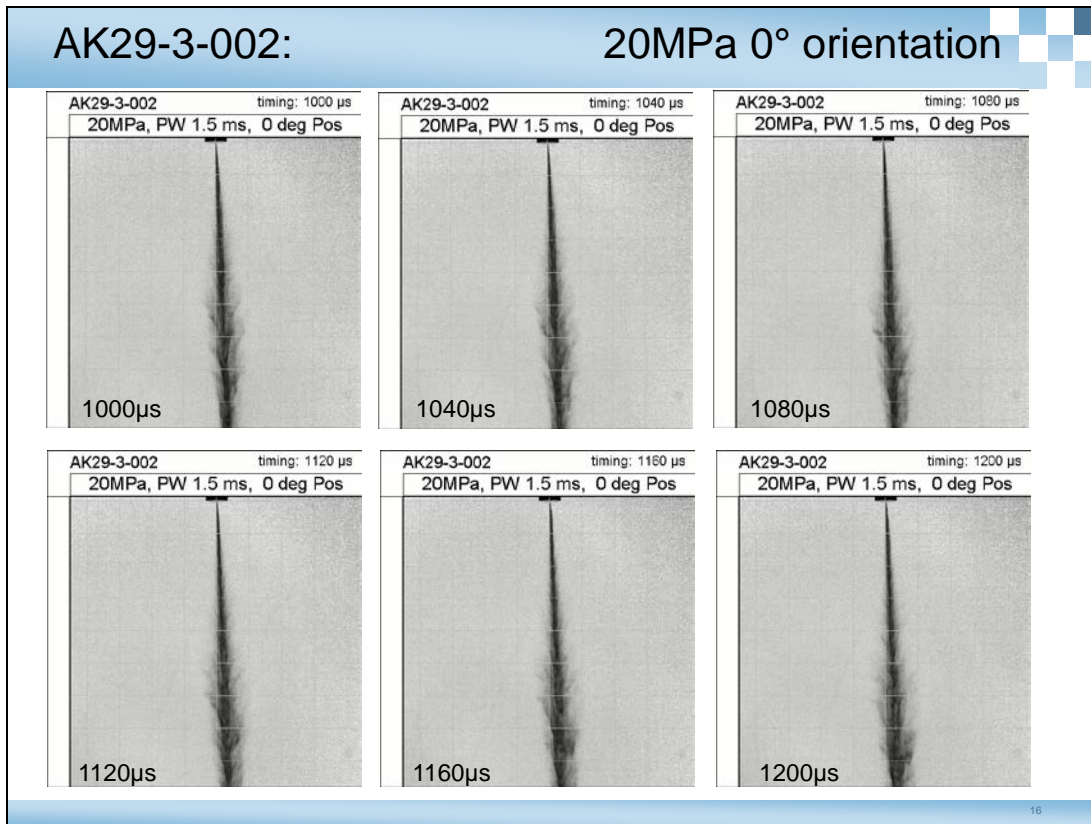 AK29-3-002: 20MPa 0° orientation
AK29-3-002 timing: 1000 µs
20MPa, PW 1.5 ms, 0 deg Pos
1000µs
AK29-3-002 timing: 1040 µs
20MPa, PW 1.5 ms, 0 deg Pos
1040µs
AK29-3-002 timing: 1080 µs
20MPa, PW 1.5 ms, 0 deg Pos
1080µs
AK29-3-002 timing: 1120 µs
20MPa, PW 1.5 ms, 0 deg Pos
1120µs
AK29-3-002 timing: 1160 µs
20MPa, PW 1.5 ms, 0 deg Pos
1160µs
AK29-3-002 timing: 1200 µs
20MPa, PW 1.5 ms, 0 deg Pos
1200µs
16